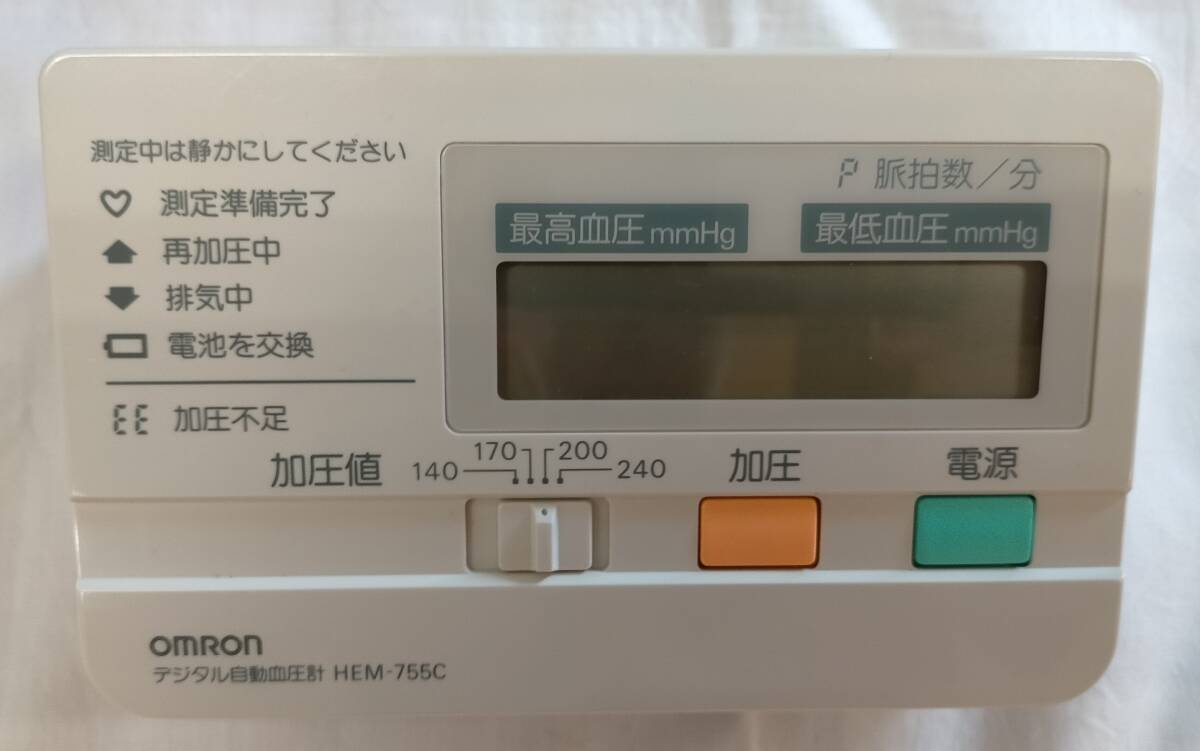 測定中は静かにしてください
測定準備完了
再加圧中
排気中
電池を交換
EE 加圧不足
P 脈拍数／分
最高血圧 mmHg
最低血圧 mmHg
加圧値
140
170
200
240
加圧
電源
OMRON
デジタル自動血圧計 HEM-755C